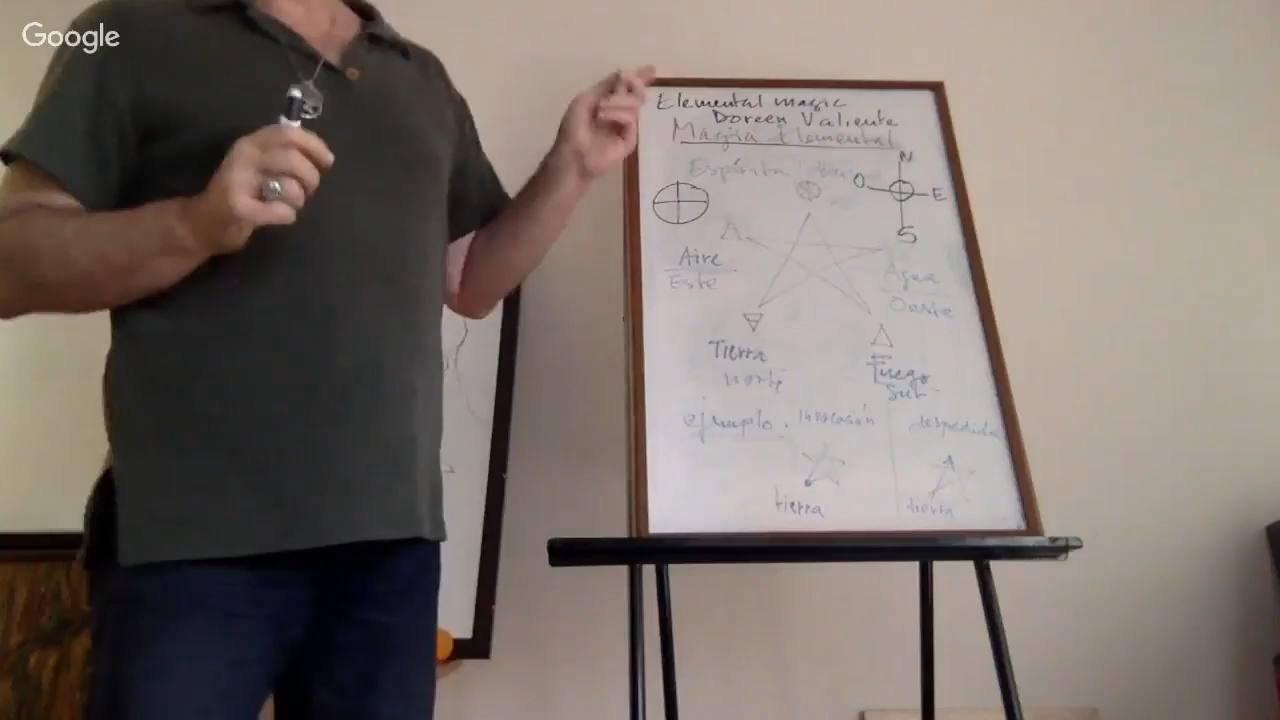 Google
Elemental magic
Doreen Valiente
Magia Elemental
Espíritu
N
O
E
S
A
Aire
Este
Agua
Oeste
Tierra
norte
Fuego
Sur
ejemplo. invocación
despedida
tierra
tierra